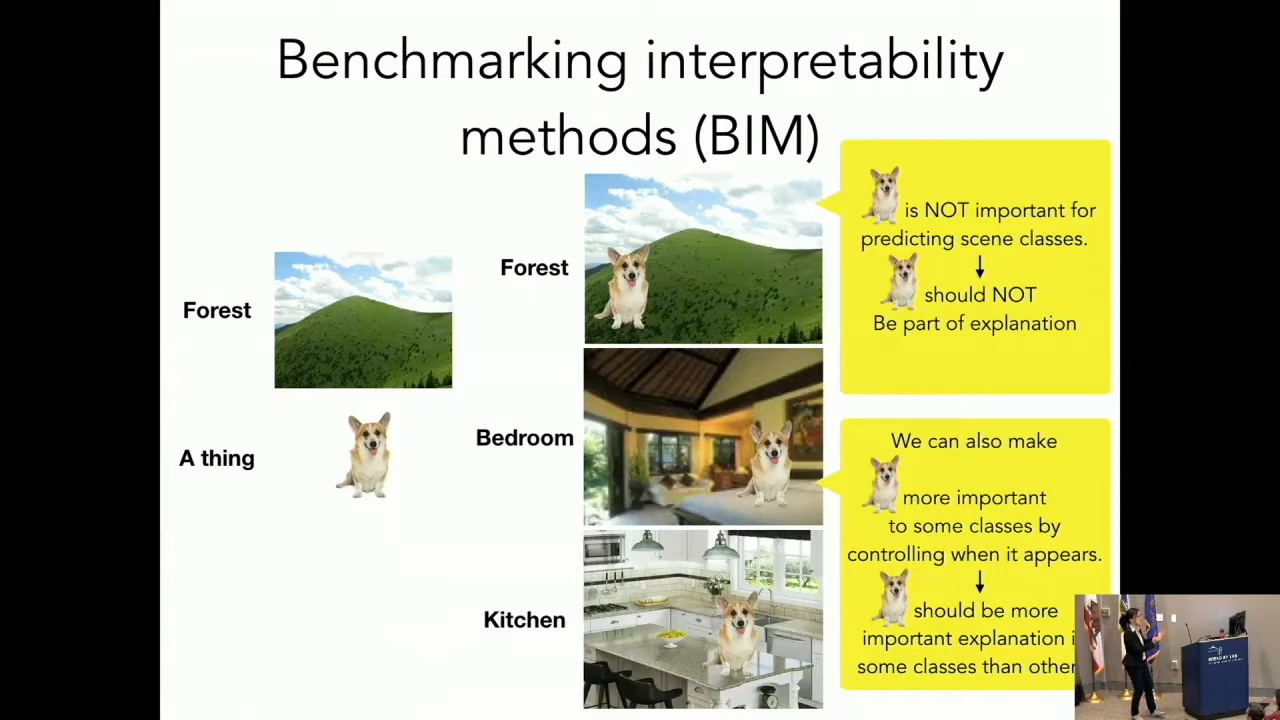 Benchmarking interpretability
methods (BIM)
Forest
A thing
Forest
Bedroom
Kitchen
is NOT important for
predicting scene classes.
should NOT
Be part of explanation
We can also make
more important
to some classes by
controlling when it appears.
should be more
important explanation
some classes than other
BERKELEY LAB